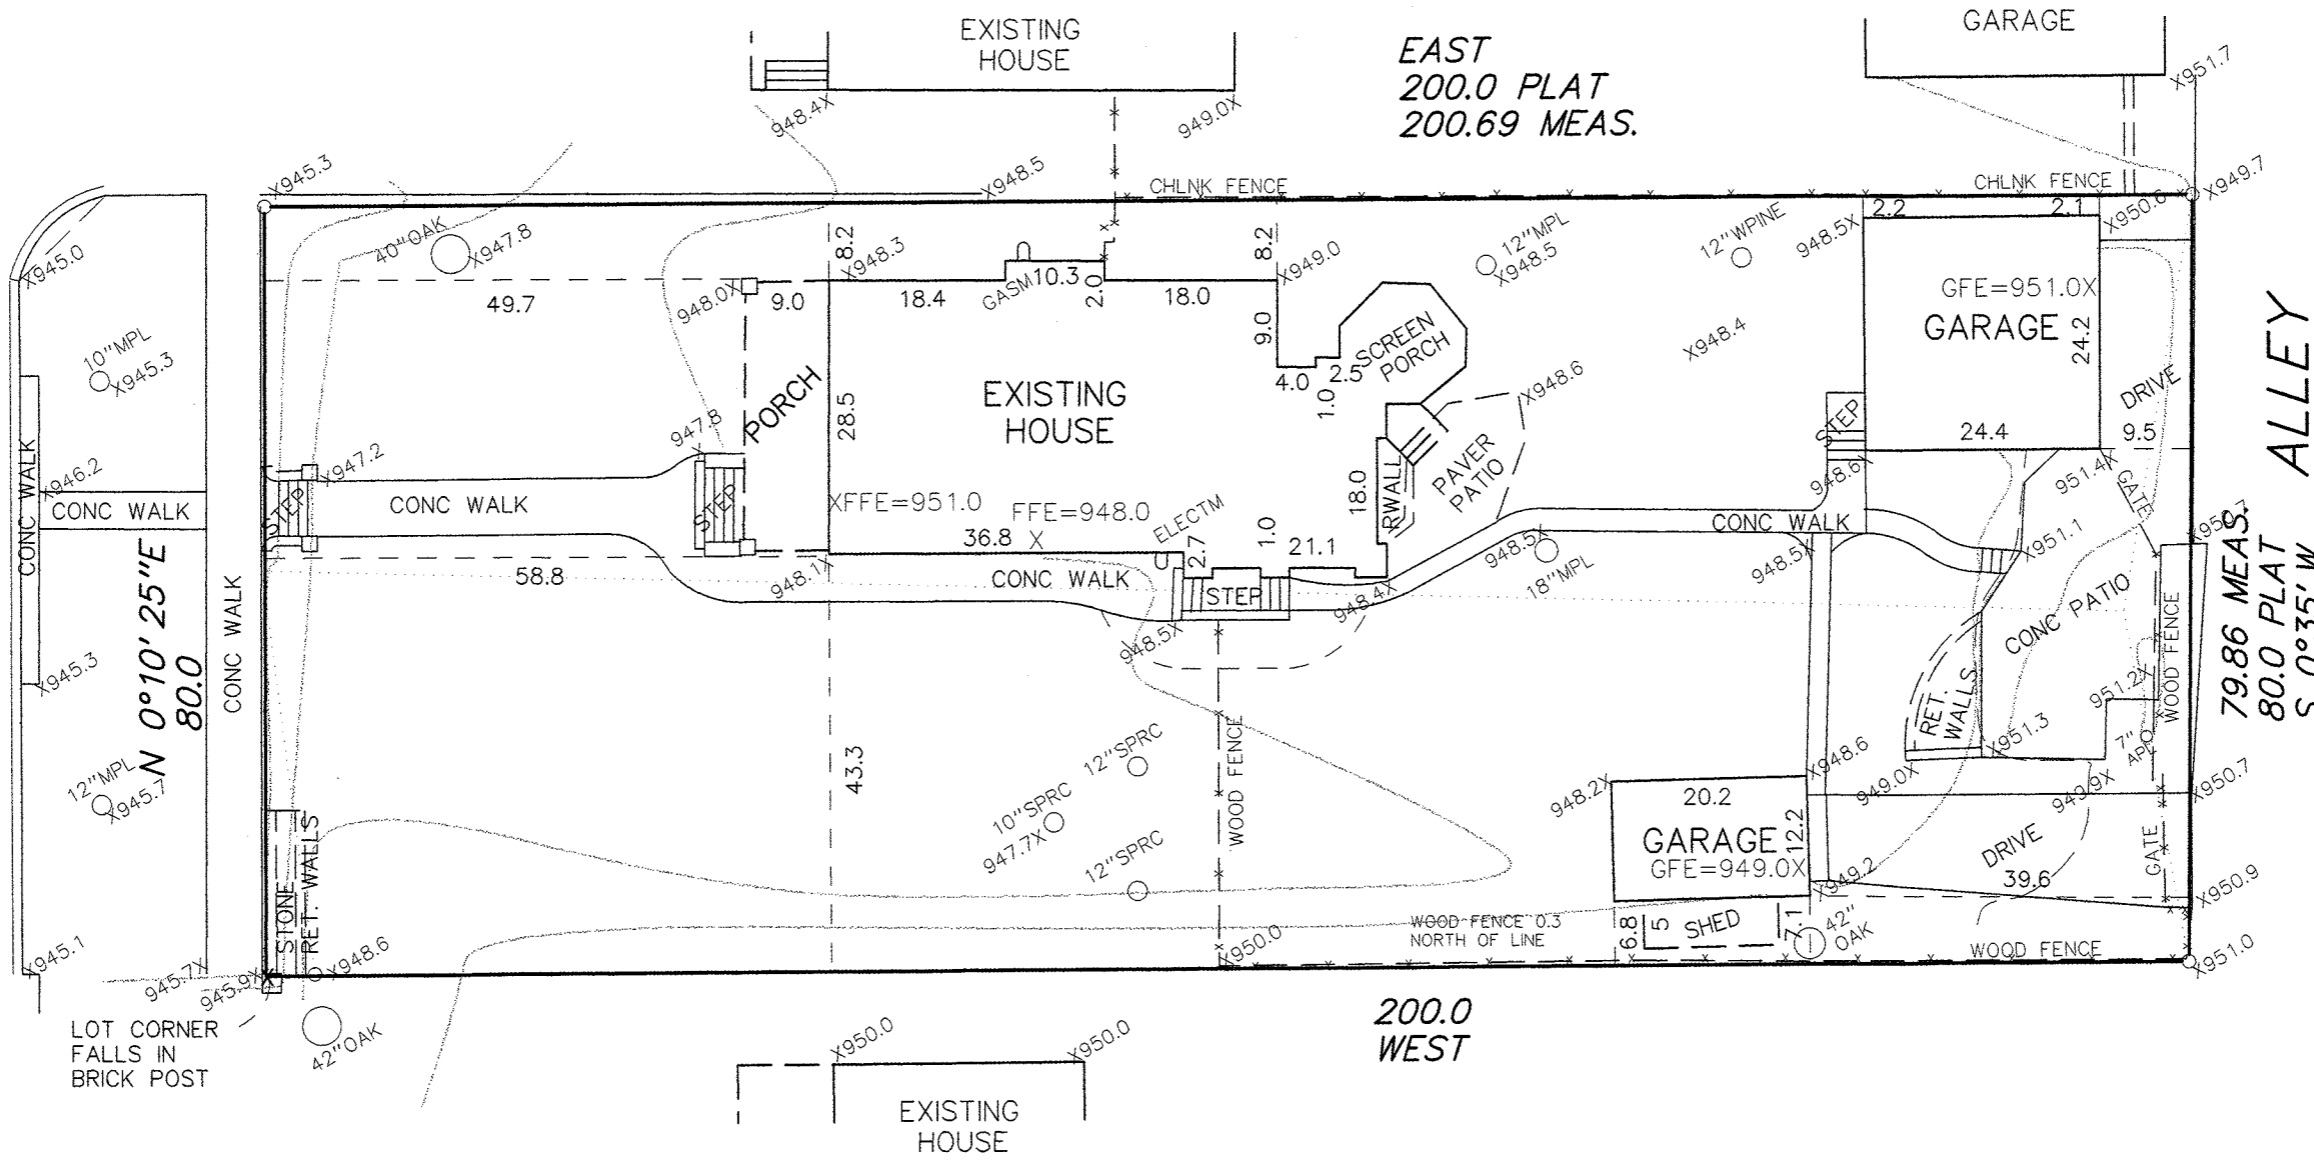 EXISTING
HOUSE
GARAGE
EAST
200.0 PLAT
200.69 MEAS.
X951.7
948.4X
949.0X
X945.3
X948.5
CHLNK FENCE
CHLNK FENCE
X949.7
X945.0
40"OAK
X947.8
8.2
X948.3
8.2
X949.0
12"MPL
X948.5
12"WPINE
948.5X
2.2
2.1
X950.6
49.7
948.0X
9.0
18.4
GASM
10.3
2.0
18.0
9.0
GFE=951.0X
GARAGE
24.2
10"MPL
X945.3
PORCH
28.5
EXISTING
HOUSE
SCREEN
PORCH
4.0
2.5
1.0
X948.6
X948.4
DRIVE
ALLEY
CONC WALK
X946.2
CONC WALK
STEP
X947.2
CONC WALK
947.8
STEP
XFFE=951.0
FFE=948.0
X
36.8
ELECTM
2.7
1.0
21.1
18.0
RWALL
PAVER
PATIO
STEP
24.4
9.5
948.6
951.4X
GATE
CONC WALK
948.5X
18"MPL
948.5X
X951.1
N 0°10'25"E
80.0
CONC WALK
58.8
948.1X
CONC WALK
STEP
948.4X
948.5X
CONC PATIO
WOOD FENCE
79.86 MEAS.
80.0 PLAT
X945.3
951.2X
RET.
WALLS
X951.3
7"
12"MPL
X945.7
43.3
12"SPRC
10"SPRC
947.7X
12"SPRC
WOOD FENCE
948.2X
X948.6
20.2
GARAGE
GFE=949.0X
12.2
949.0X
949.9X
X950.7
DRIVE
39.6
GATE
X949.2
X950.9
STONE
RET. WALLS
X948.6
WOOD FENCE 0.3
NORTH OF LINE
6.8
5
SHED
7.1
42"
OAK
WOOD FENCE
X951.0
X950.0
X945.1
945.7X
945.9X
LOT CORNER
FALLS IN
BRICK POST
42"OAK
X950.0
X950.0
200.0
WEST
EXISTING
HOUSE